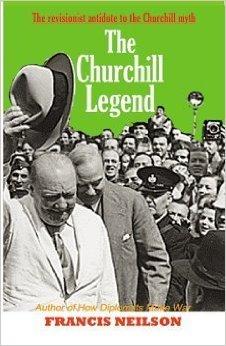 The revisionist antidote to the Churchill myth
The
Churchill
Legend
Author of How Diplomats Make War
FRANCIS NEILSON